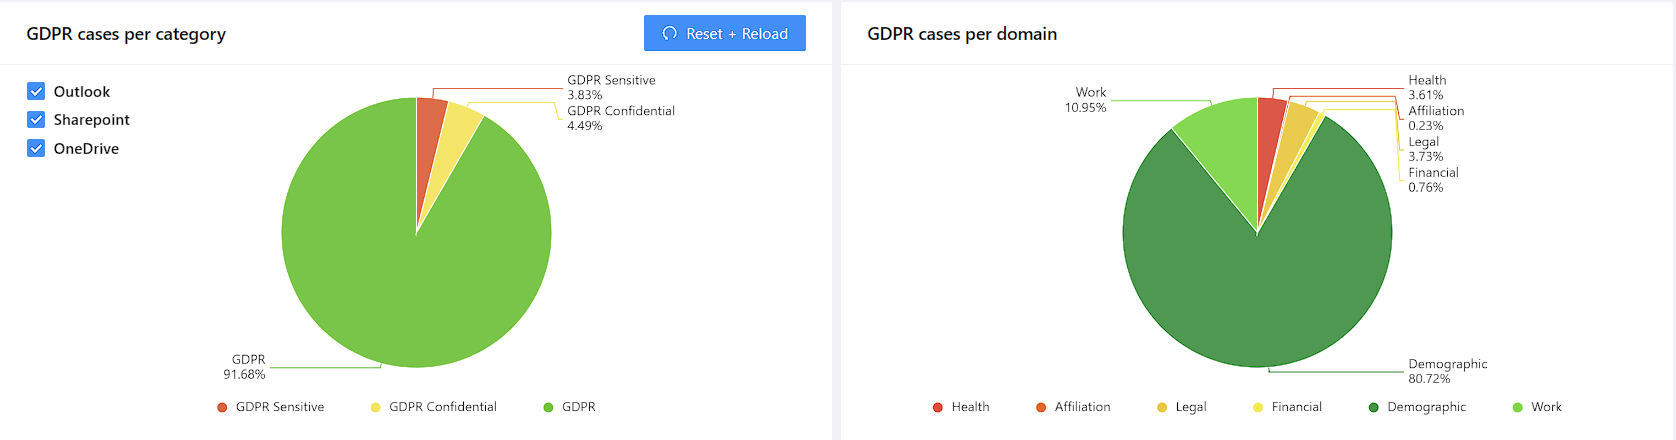 GDPR cases per category
Reset + Reload
Outlook
Sharepoint
OneDrive
GDPR Sensitive
3.83%
GDPR Confidential
4.49%
GDPR
91.68%
GDPR Sensitive
GDPR Confidential
GDPR
GDPR cases per domain
Work
10.95%
Health
3.61%
Affiliation
0.23%
Legal
3.73%
Financial
0.76%
Demographic
80.72%
Health
Affiliation
Legal
Financial
Demographic
Work